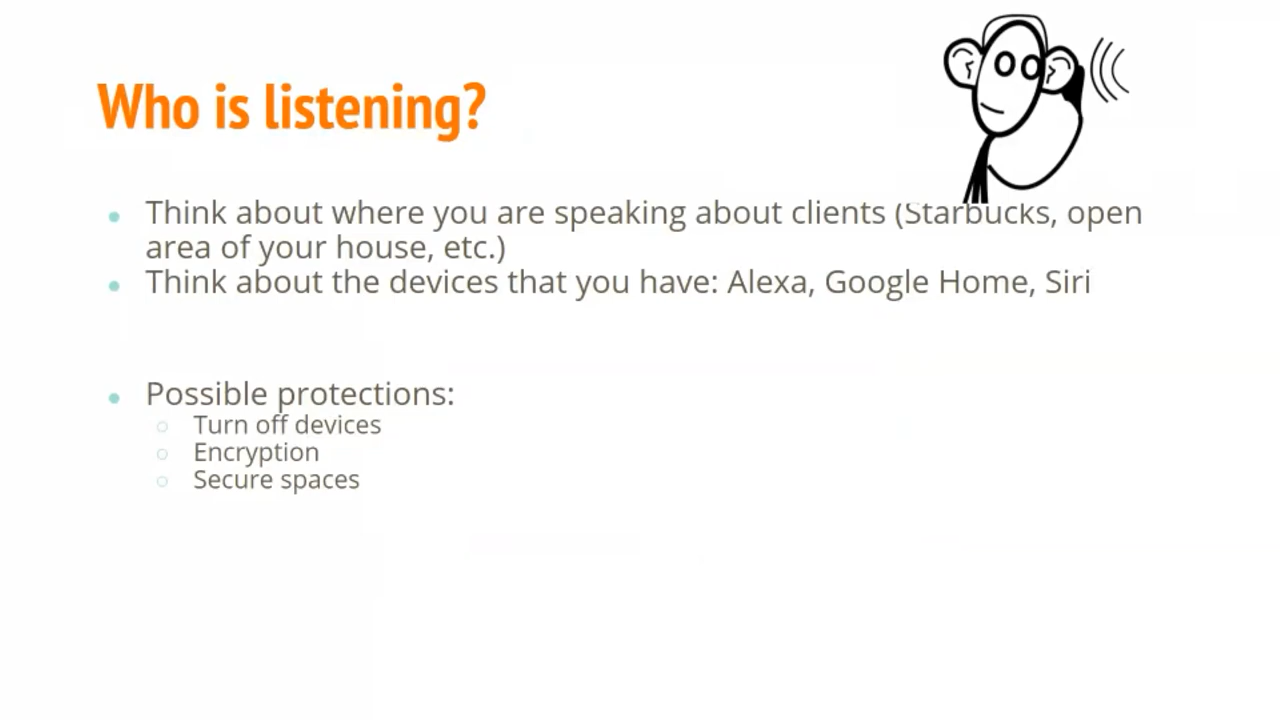 Who is listening?
Think about where you are speaking about clients (Starbucks, open
area of your house, etc.)
Think about the devices that you have: Alexa, Google Home, Siri
Possible protections:
Turn off devices
Encryption
Secure spaces